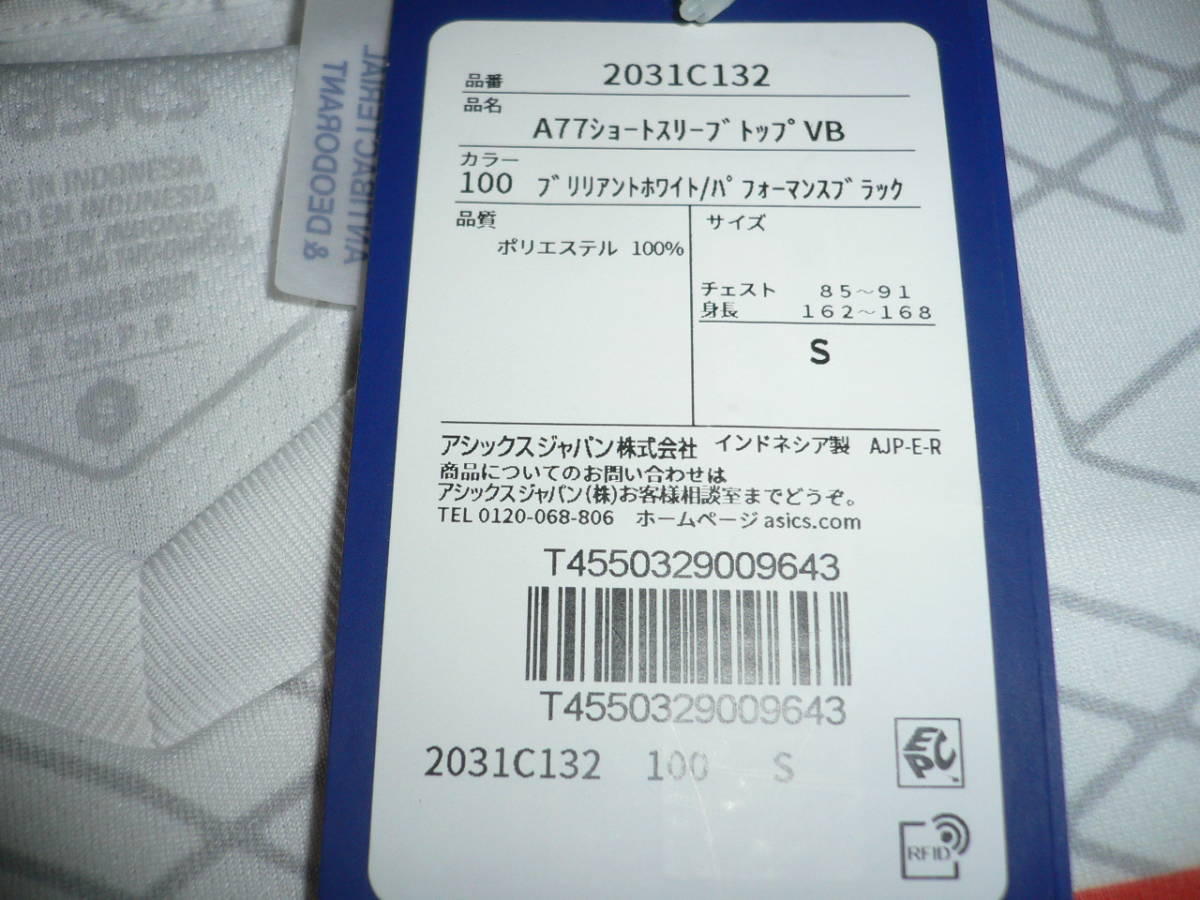 品番 2031C132
品名
A77ショートスリーブトップVB
カラー
100 ブリリアントホワイト/パフォーマンスブラック
品質
ポリエステル 100%
サイズ
チェスト 85~91
身長 162~168
S
アシックスジャパン株式会社 インドネシア製 AJP-E-R
商品についてのお問い合わせは
アシックスジャパン(株)お客様相談室までどうぞ。
TEL 0120-068-806 ホームページ asics.com
T4550329009643
T4550329009643
2031C132 100 S
EPC
RFID
ANTIBACTERIAL
& DEODORANT
asics
IN INDONESIA